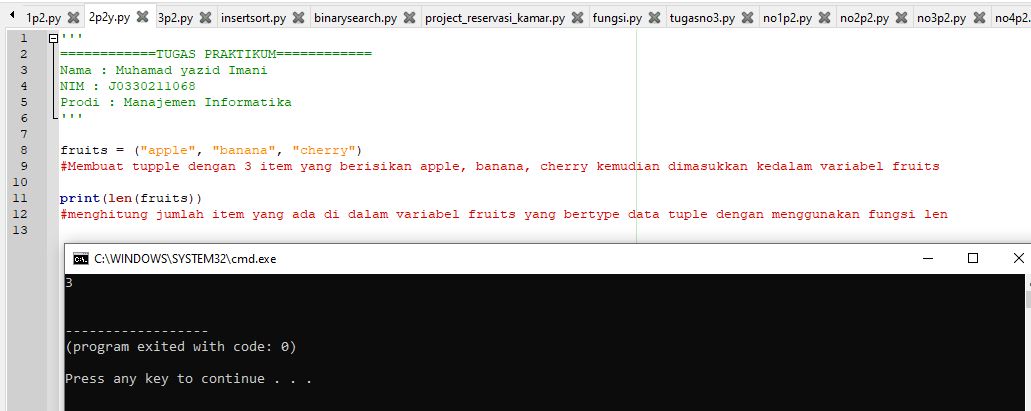 1p2.py 2p2y.py 3p2.py insertsort.py binarysearch.py project_reservasi_kamar.py fungsi.py tugasno3.py no1p2.py no2p2.py no3p2.py no4p2.
1 '''
2 ============TUGAS PRAKTIKUM============
3 Nama : Muhamad yazid Imani
4 NIM : J0330211068
5 Prodi : Manajemen Informatika
6 '''
7
8 fruits = ("apple", "banana", "cherry")
9 #Membuat tupple dengan 3 item yang berisikan apple, banana, cherry kemudian dimasukkan kedalam variabel fruits
10
11 print(len(fruits))
12 #menghitung jumlah item yang ada di dalam variabel fruits yang bertype data tuple dengan menggunakan fungsi len
13
C:\WINDOWS\SYSTEM32\cmd.exe
3
------------------
(program exited with code: 0)
Press any key to continue . . .